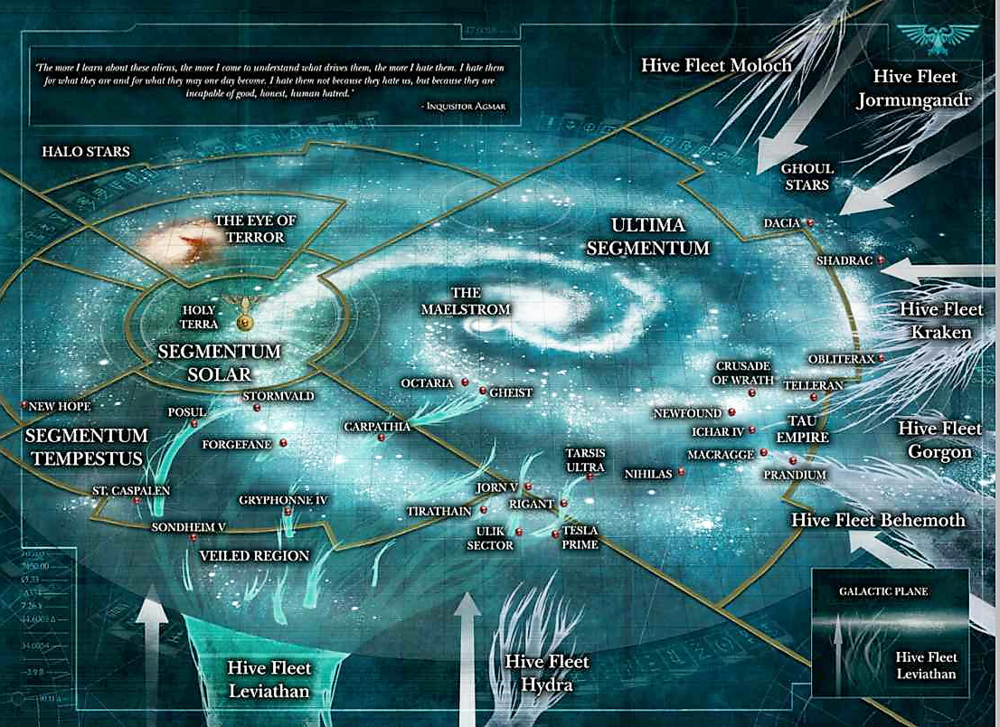 'The more I learn about these aliens, the more I come to understand what drives them, the more I hate them. I hate them
for what they are and for what they may one day become. I hate them not because they hate us, but because they are
incapable of good, honest, human hatred.'
- Inquisitor Agmar
Hive Fleet Moloch
Hive Fleet
Jormungandr
HALO STARS
GHOUL
STARS
THE EYE OF
TERROR
ULTIMA
SEGMENTUM
DACIA
SHADRAC
HOLY
TERRA
THE
MAELSTROM
Hive Fleet
Kraken
SEGMENTUM
SOLAR
OBLITERAX
OCTARIA
GHEIST
CRUSADE
OF WRATH
TELLERAN
NEW HOPE
POSUL
STORMVALD
NEWFOUND
TAU
EMPIRE
SEGMENTUM
TEMPESTUS
FORGEFANE
CARPATHIA
ICHAR IV
Hive Fleet
Gorgon
MACRAGGE
TARSIS
ULTRA
NIHILAS
PRANDIUM
ST. CASPALEN
GRYPHONNE IV
JORN V
RIGANT
TIRATHAIN
Hive Fleet Behemoth
SONDHEIM V
ULIK
SECTOR
TESLA
PRIME
VEILED REGION
GALACTIC PLANE
Hive Fleet
Leviathan
Hive Fleet
Leviathan
Hive Fleet
Hydra